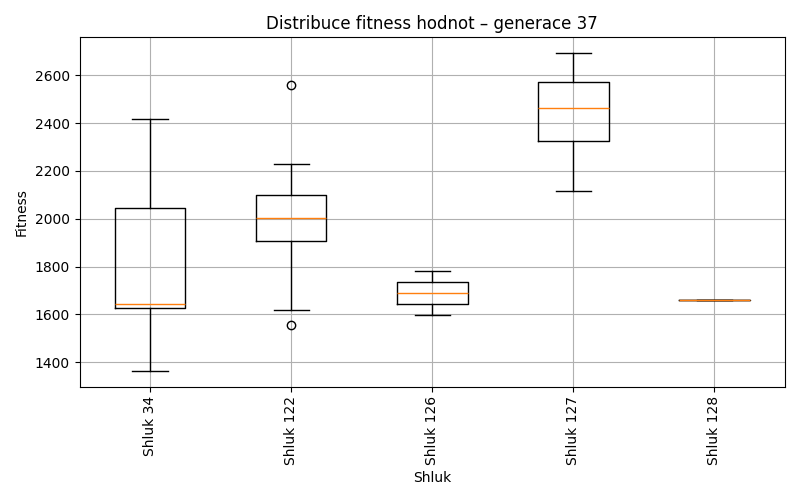 Distribuce fitness hodnot – generace 37
2600
2400
2200
2000
1800
1600
1400
Fitness
Shluk 34
Shluk 122
Shluk 126
Shluk 127
Shluk 128
Shluk